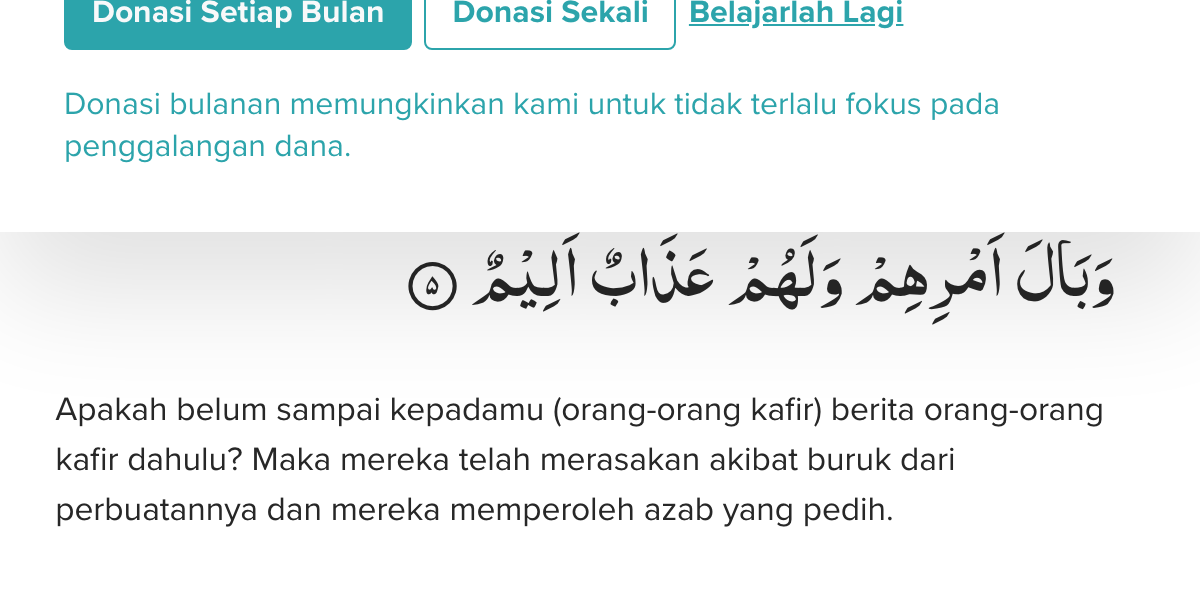 Donasi Setiap Bulan Donasi Sekali Belajarlah Lagi
Donasi bulanan memungkinkan kami untuk tidak terlalu fokus pada
penggalangan dana.
وَبَالَ اَمْرِهِمْ وَلَهُمْ عَذَابٌ اَلِيْمٌ ۵
Apakah belum sampai kepadamu (orang-orang kafir) berita orang-orang
kafir dahulu? Maka mereka telah merasakan akibat buruk dari
perbuatannya dan mereka memperoleh azab yang pedih.